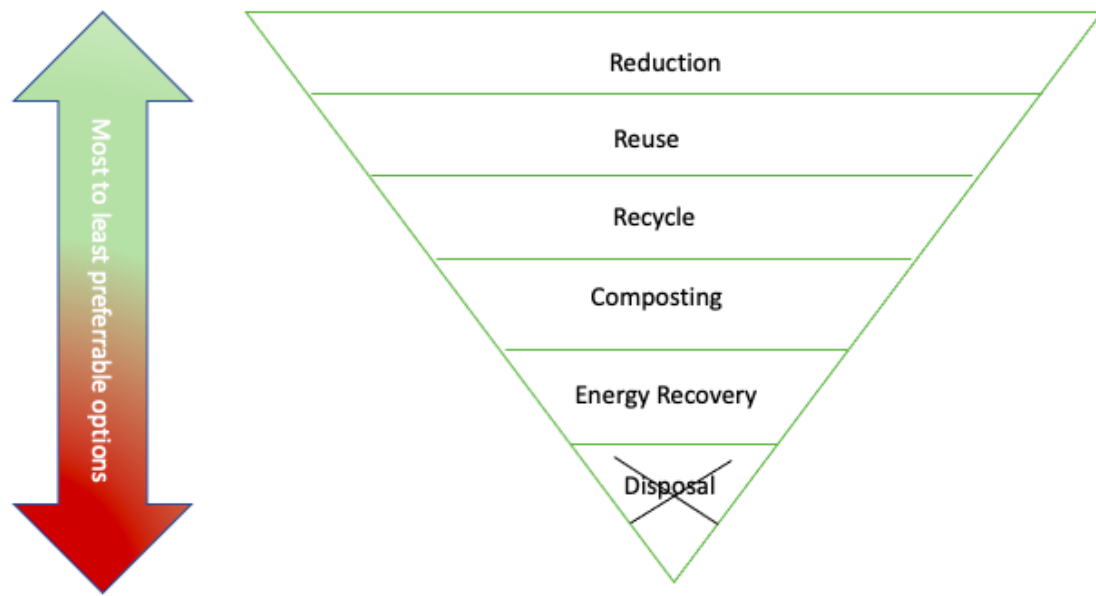 Most to least preferrable options
Reduction
Reuse
Recycle
Composting
Energy Recovery
Disposal